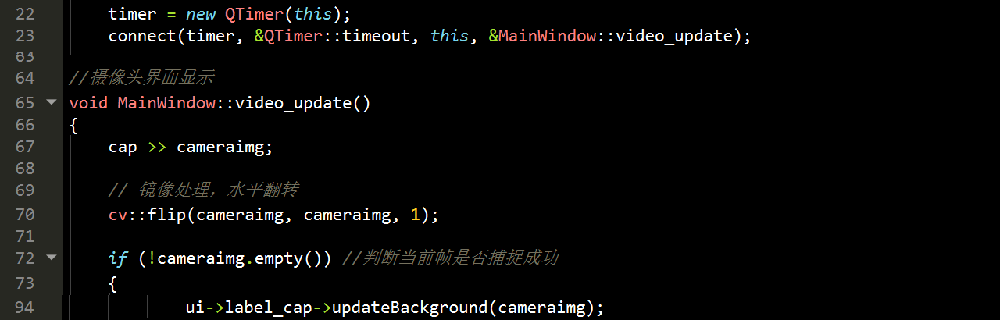 22 timer = new QTimer(this);
23 connect(timer, &QTimer::timeout, this, &MainWindow::video_update);
63
64 //摄像头界面显示
65 void MainWindow::video_update()
66 {
67 cap >> cameraimg;
68
69 // 镜像处理，水平翻转
70 cv::flip(cameraimg, cameraimg, 1);
71
72 if (!cameraimg.empty()) //判断当前帧是否捕捉成功
73 {
94 ui->label_cap->updateBackground(cameraimg);